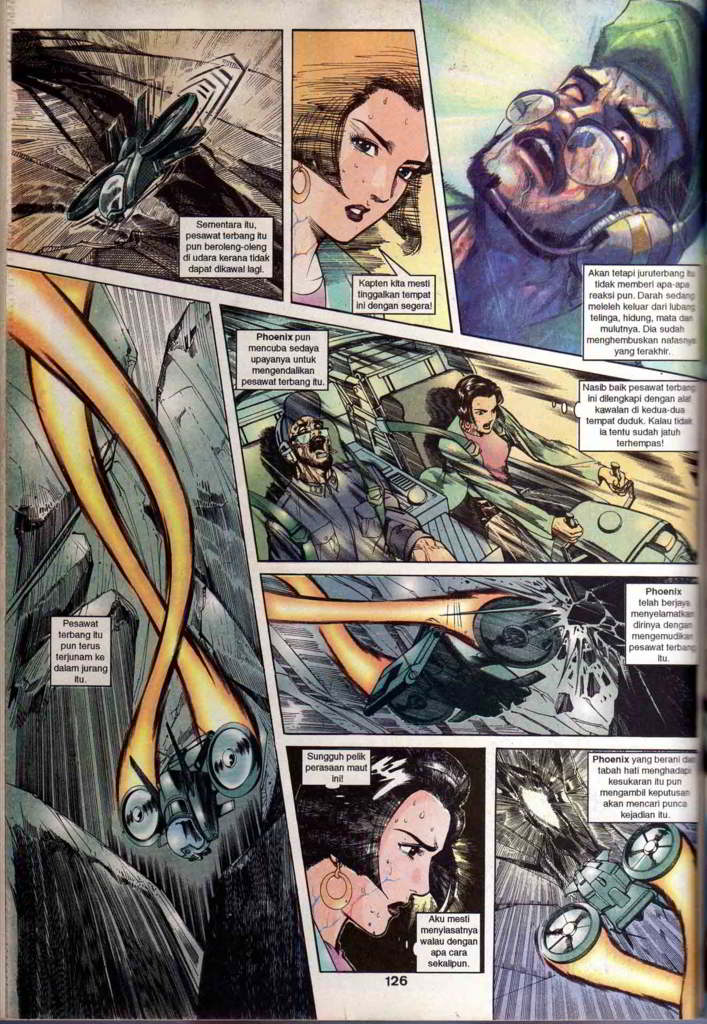 Sementara itu,
pesawat terbang itu
pun beroleng-oleng
di udara kerana tidak
dapat dikawal lagi.
Kapten kita mesti
tinggalkan tempat
ini dengan segera!
Akan tetapi juruterbang itu
tidak memberi apa-apa
reaksi pun. Darah sedang
meleleh keluar dari lubang
telinga, hidung, mata dan
mulutnya. Dia sudah
menghembuskan nafasnya
yang terakhir.
Phoenix pun
mencuba sedaya
upayanya untuk
mengendalikan
pesawat terbang itu.
Nasib baik pesawat terbang
ini dilengkapi dengan alat
kawalan di kedua-dua
tempat duduk. Kalau tidak
ia tentu sudah jatuh
terhempas!
Pesawat
terbang itu
pun terus
terjunam ke
dalam jurang
itu.
Phoenix
telah berjaya
menyelamatkan
dirinya dengan
mengemudikan
pesawat terbang
itu.
Sungguh pelik
perasaan maut
ini!
Aku mesti
menyiasatnya
walau dengan
apa cara
sekalipun.
Phoenix yang berani dan
tabah hati menghadapi
kesukaran itu pun
mengambil keputusan
akan mencari punca
kejadian itu.
126